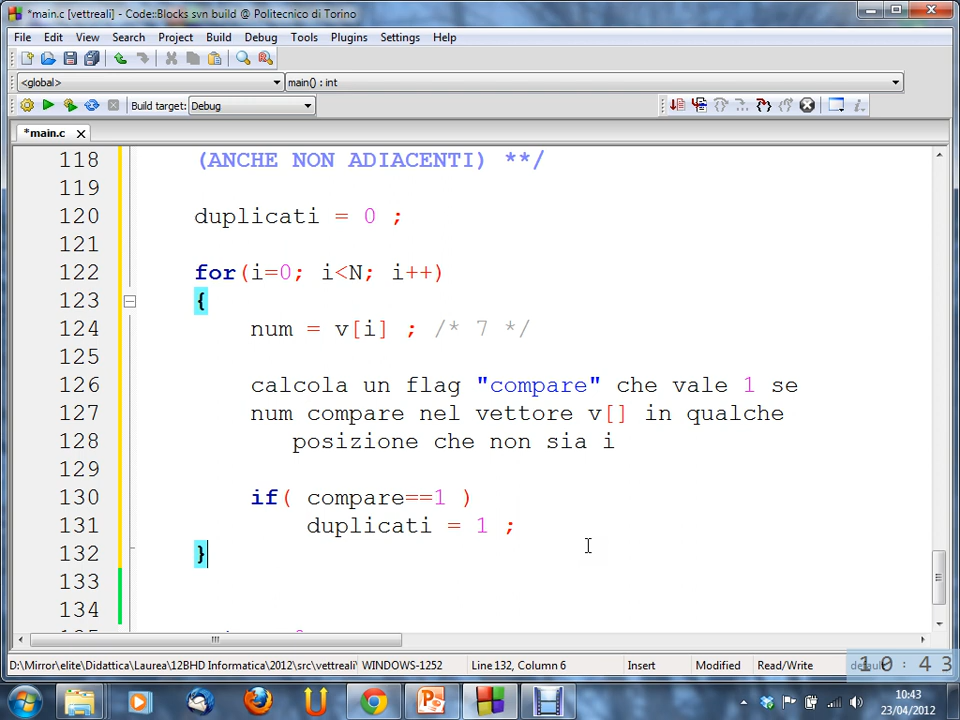 *main.c [vettreali] - Code::Blocks svn build @ Politecnico di Torino
File Edit View Search Project Build Debug Tools Plugins Settings Help
<global> main() : int
Build target: Debug
*main.c
118 (ANCHE NON ADIACENTI) **/
119
120 duplicati = 0 ;
121
122 for(i=0; i<N; i++)
123 {
124 num = v[i] ; /* 7 */
125
126 calcola un flag "compare" che vale 1 se
127 num compare nel vettore v[] in qualche
128 posizione che non sia i
129
130 if( compare==1 )
131 duplicati = 1 ;
132 }
133
134
D:\Mirror\elite\Didattica\Laurea\12BHD Informatica\2012\src\vettreali\ WINDOWS-1252 Line 132, Column 6 Insert Modified Read/Write
10:43
10:43
23/04/2012